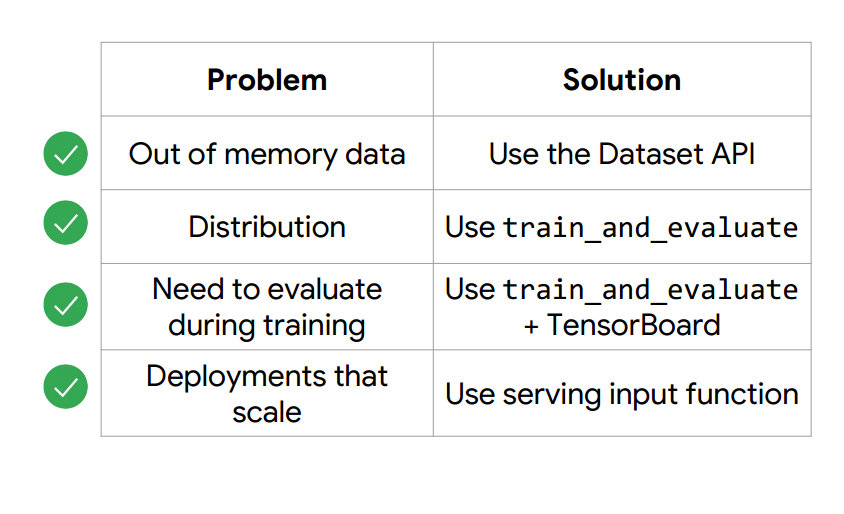 Problem
Solution
Out of memory data
Use the Dataset API
Distribution
Use train_and_evaluate
Need to evaluate
during training
Use train_and_evaluate
+ TensorBoard
Deployments that
scale
Use serving input function